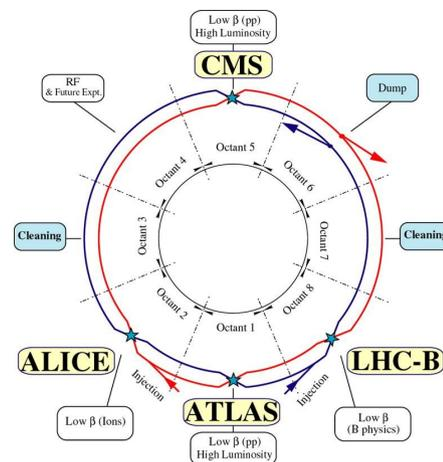 Low β (pp)
High Luminosity
CMS
RF
& Future Expt.
Dump
Octant 5
Octant 4
Octant 6
Octant 3
Octant 7
Cleaning
Cleaning
Octant 2
Octant 8
Octant 1
ALICE
LHC-B
Injection
ATLAS
Injection
Low β (Ions)
Low β
(B physics)
Low β (pp)
High Luminosity